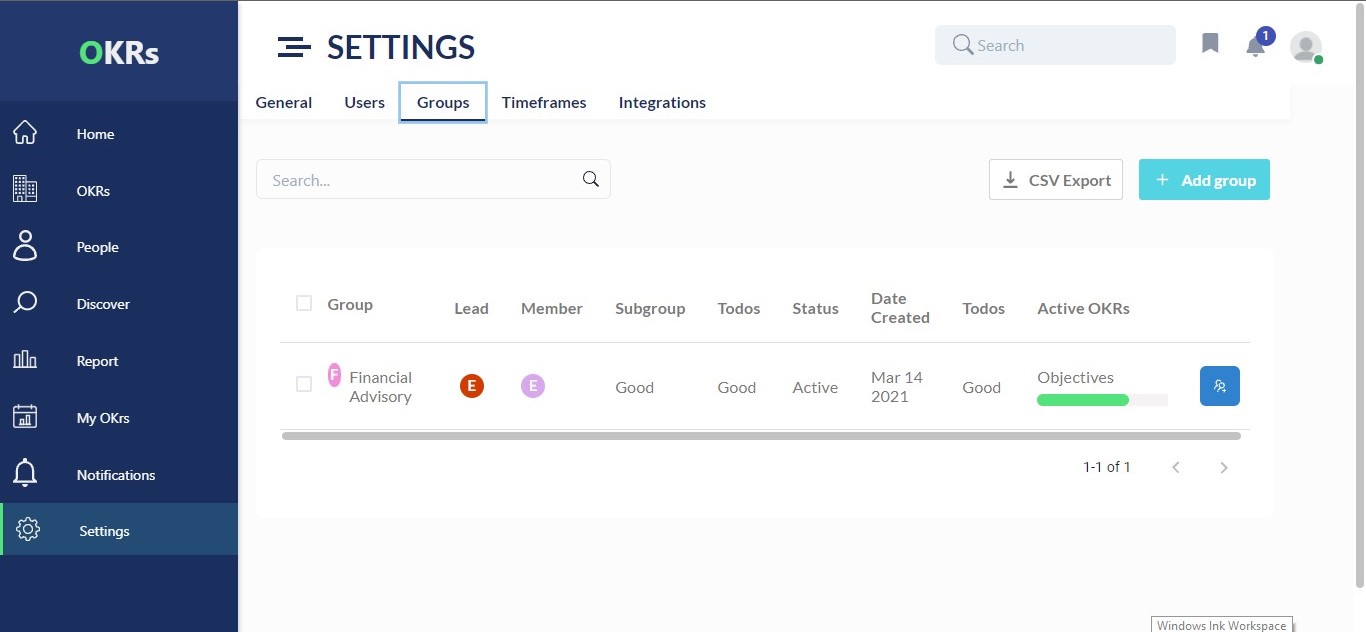 OKRs
SETTINGS
Search
1
General Users Groups Timeframes Integrations
Home
OKRs
People
Discover
Report
My OKrs
Notifications
Settings
Search...
CSV Export
+ Add group
Group Lead Member Subgroup Todos Status Date Created Todos Active OKRs
F Financial Advisory E E Good Good Active Mar 14 2021 Good Objectives
1-1 of 1
Windows Ink Workspace